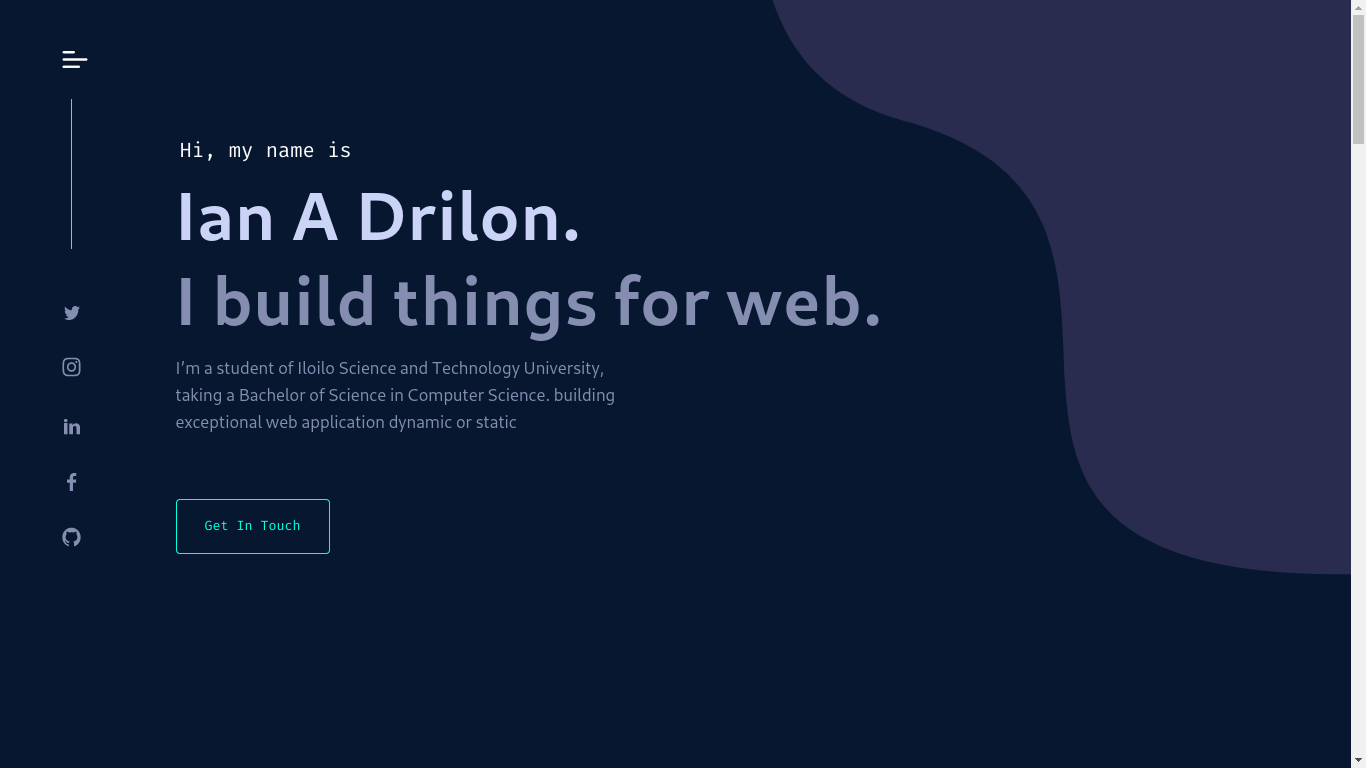 Hi, my name is
Ian A Drilon.
I build things for web.
I'm a student of Iloilo Science and Technology University,
taking a Bachelor of Science in Computer Science. building
exceptional web application dynamic or static
Get In Touch